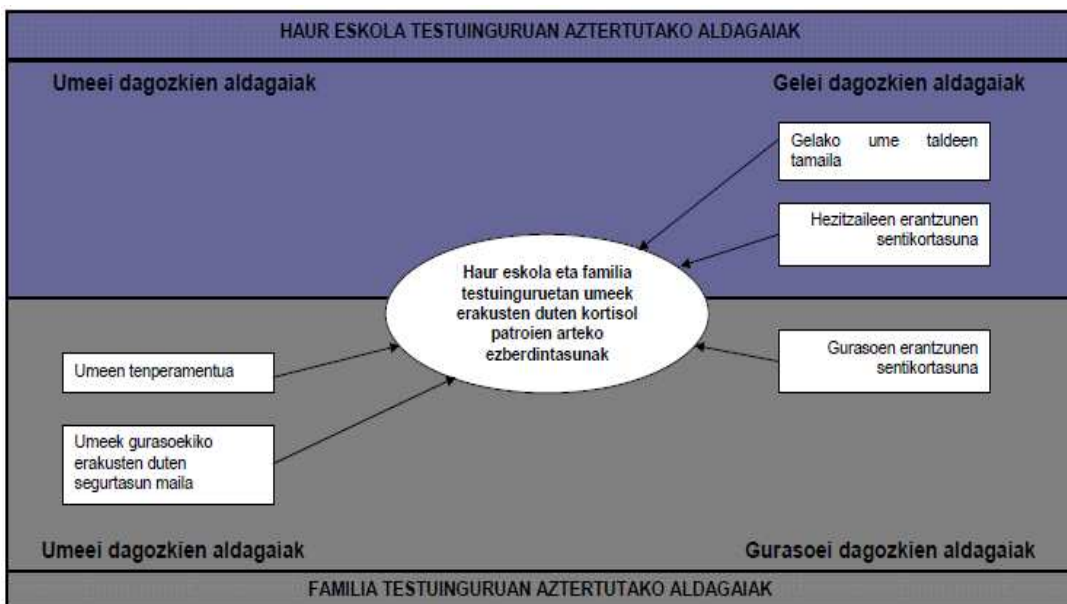 HAUR ESKOLA TESTUINGURUAN AZTERTUTAKO ALDAGAIAK
Umeei dagozkien aldagaiak
Gelei dagozkien aldagaiak
Gelako ume taldeen
tamaila
Hezitzaileen erantzunen
sentikortasuna
Haur eskola eta familia
testuinguruetan umeek
erakusten duten kortisol
patroien arteko
ezberdintasunak
Gurasoen erantzunen
sentikortasuna
Umeen tenperamentua
Umeek gurasoekiko
erakusten duten
segurtasun maila
Umeei dagozkien aldagaiak
Gurasoei dagozkien aldagaiak
FAMILIA TESTUINGURUAN AZTERTUTAKO ALDAGAIAK